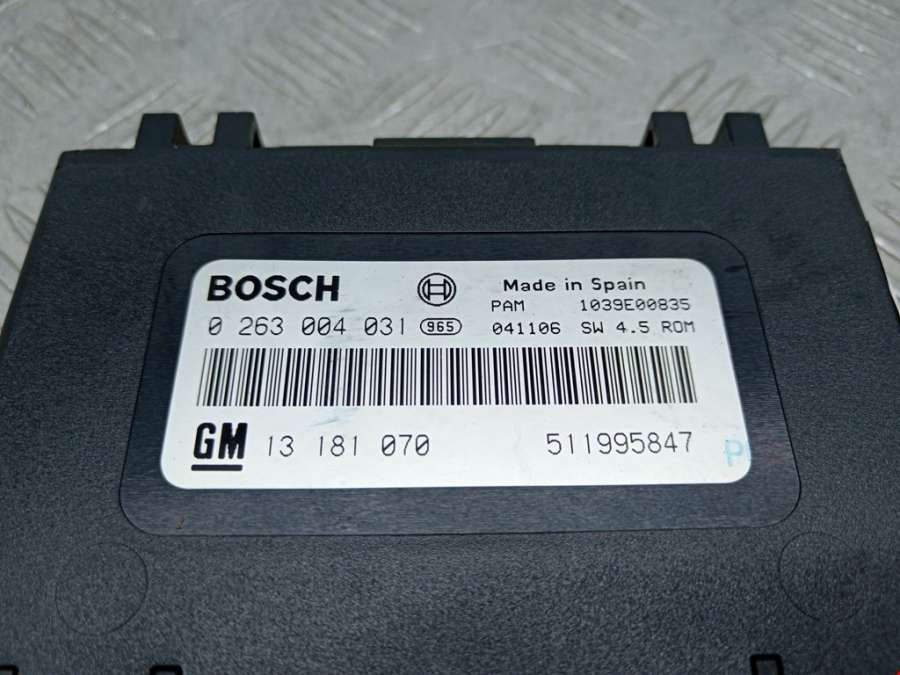 BOSCH Made in Spain
PAM 1039E00835
0 263 004 031 965 041106 SW 4.5 ROM
GM 13 181 070 511995847